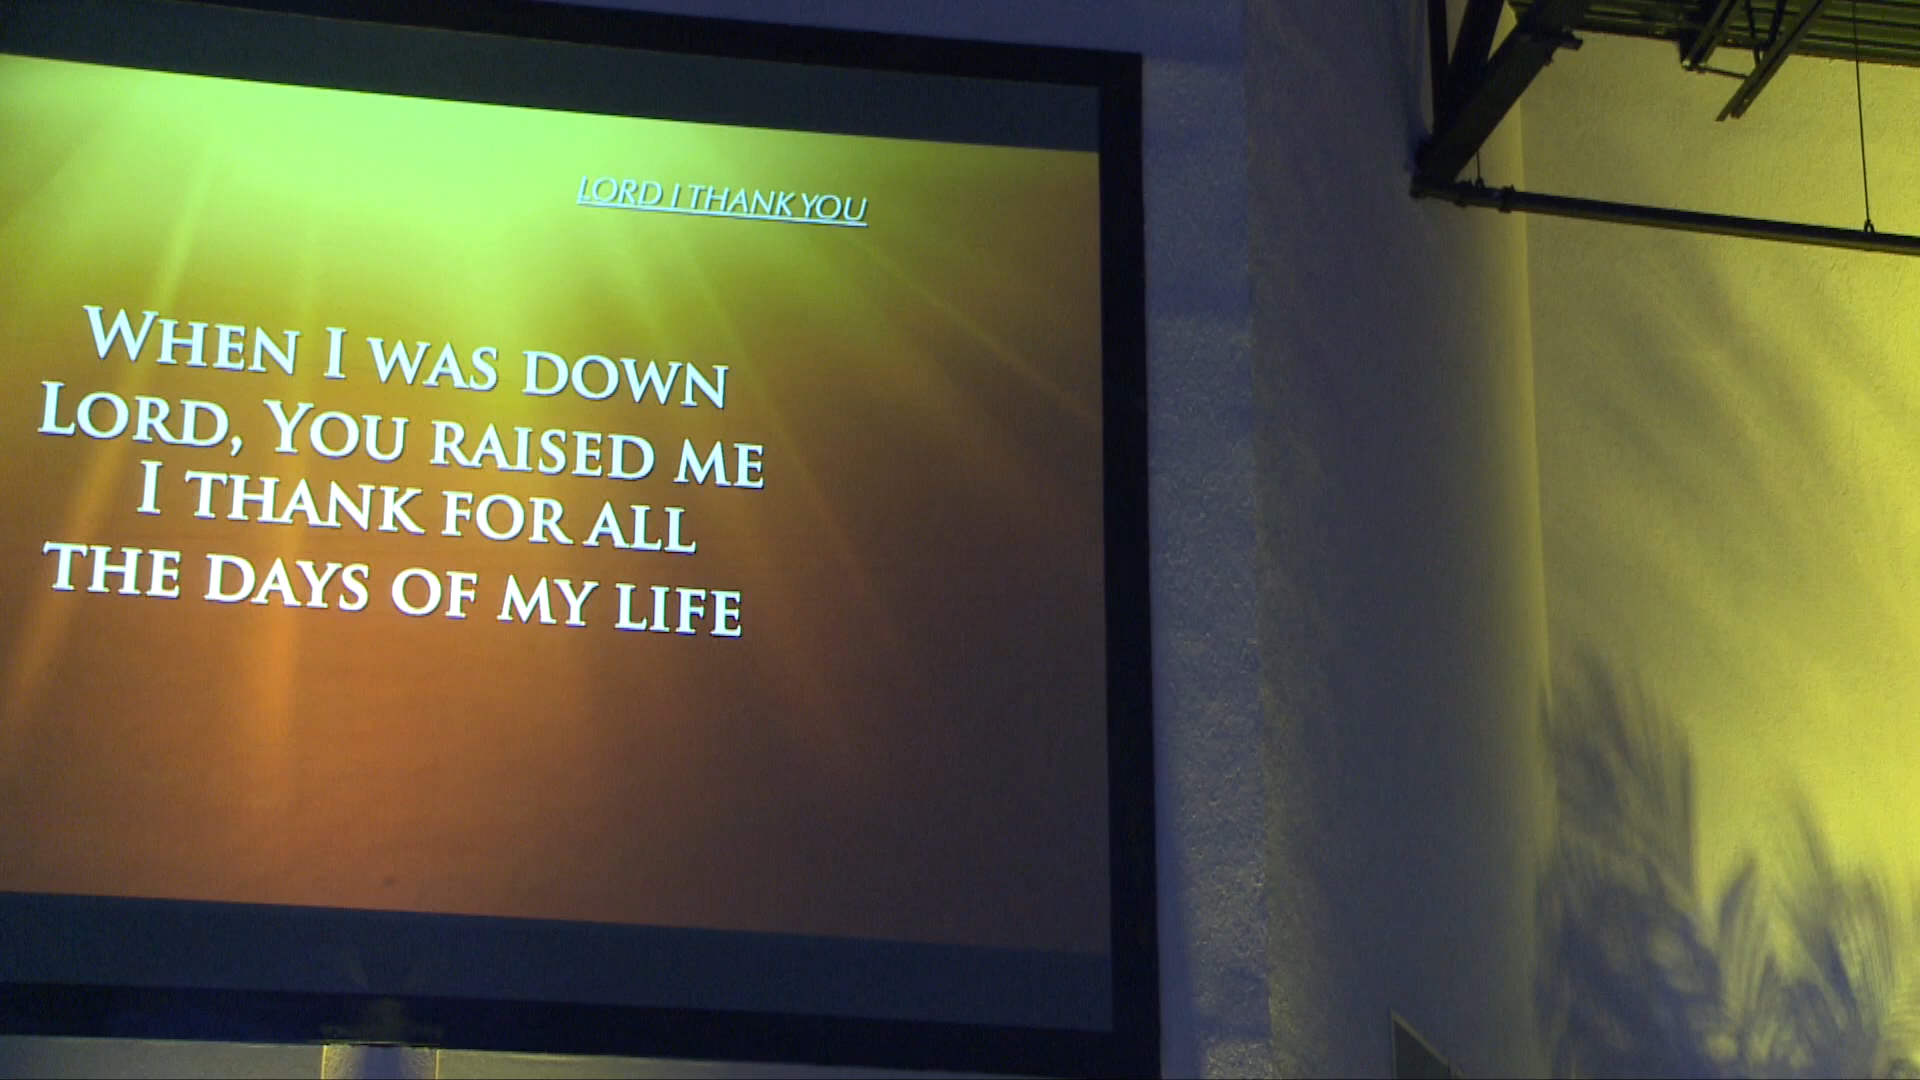 LORD I THANK YOU
WHEN I WAS DOWN
LORD, YOU RAISED ME
I THANK FOR ALL
THE DAYS OF MY LIFE